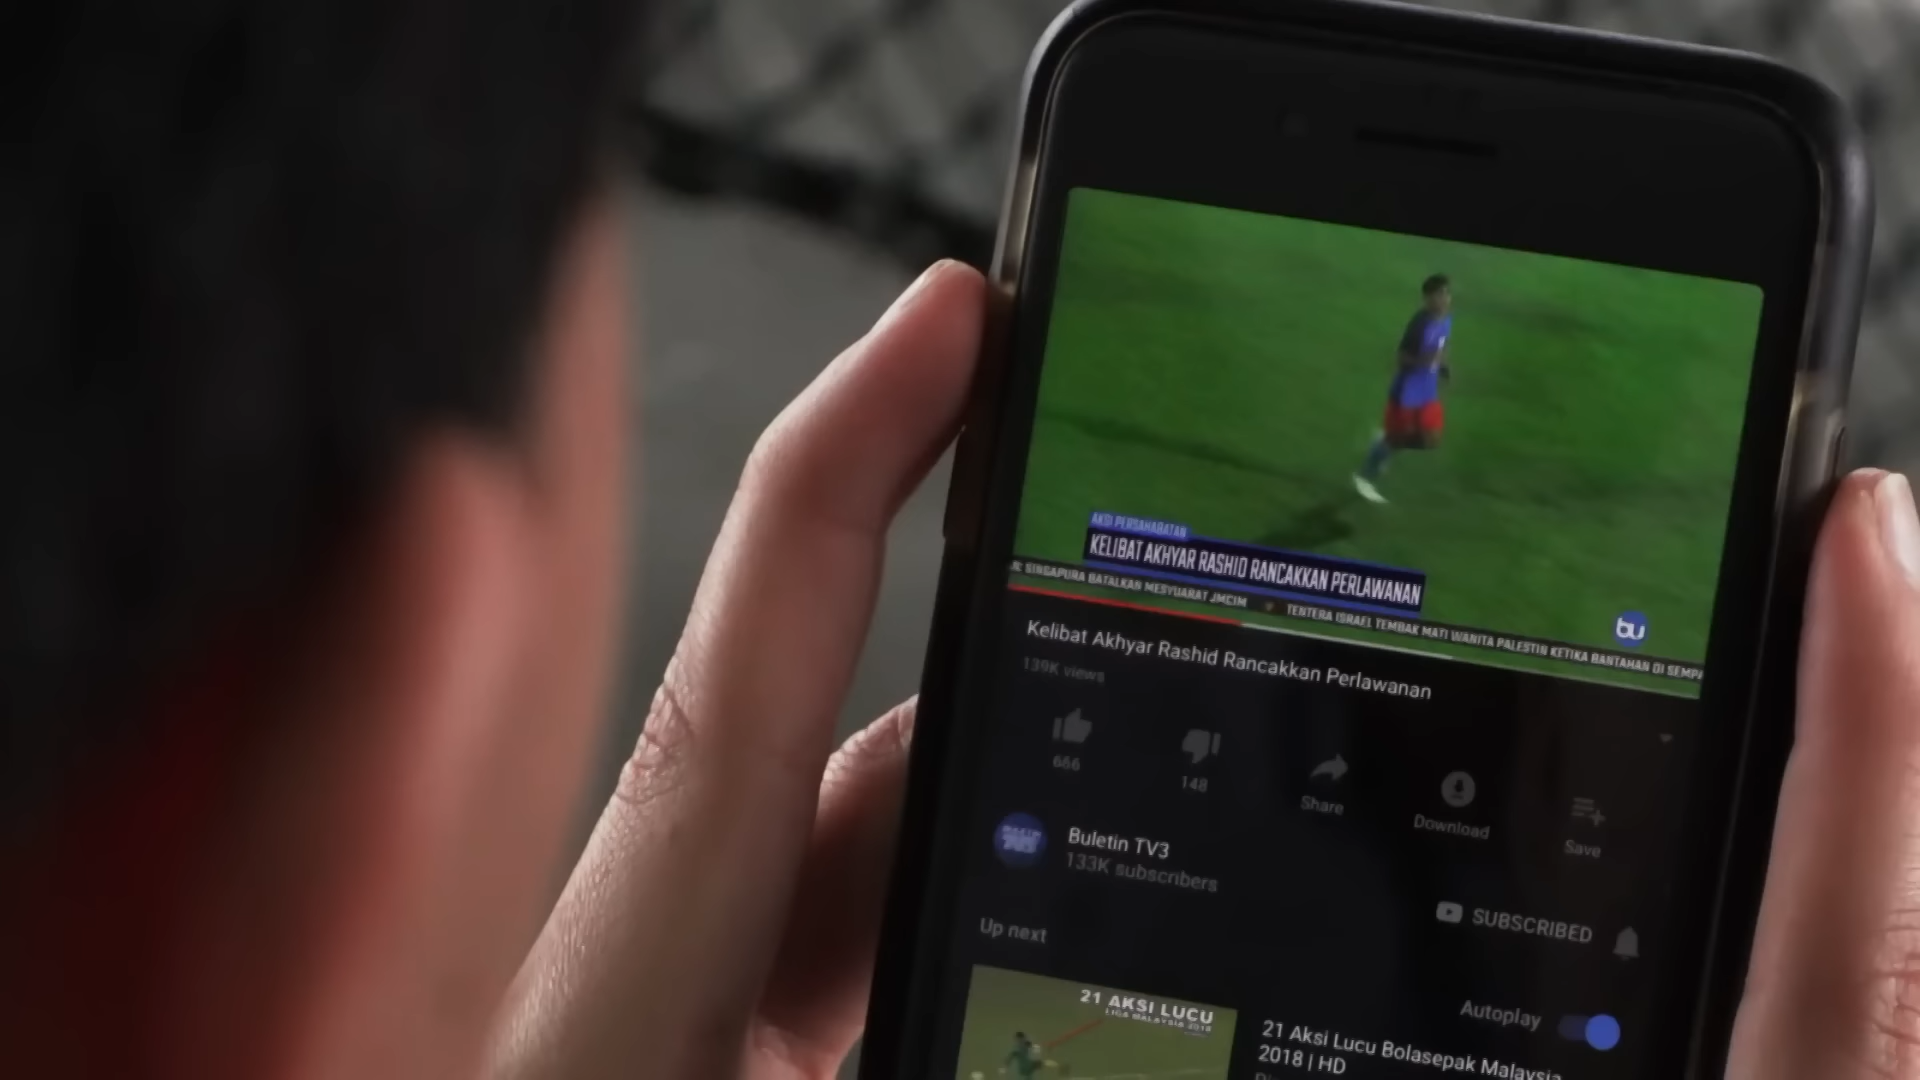 AKSI PERSAHABATAN
KELIBAT AKHYAR RASHID RANCAKKAN PERLAWANAN
SINGAPURA BATALKAN MESYUARAT JMCIM TENTERA ISRAEL TEMBAK MATI WANITA PALESTIN KETIKA BANTAHAN DI SEMPA
bu
Kelibat Akhyar Rashid Rancakkan Perlawanan
139K views
666
148
Share
Download
Save
Buletin TV3
133K subscribers
SUBSCRIBED
Up next
Autoplay
21 AKSI LUCU
LIGA MALAYSIA 2018
21 Aksi Lucu Bolasepak Malaysia
2018 | HD